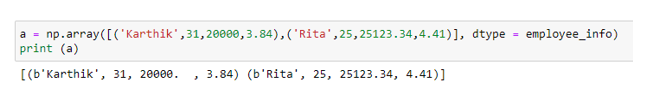 a = np.array([('Karthik',31,20000,3.84),('Rita',25,25123.34,4.41)], dtype = employee_info)
print (a)
[(b'Karthik', 31, 20000.  , 3.84) (b'Rita', 25, 25123.34, 4.41)]